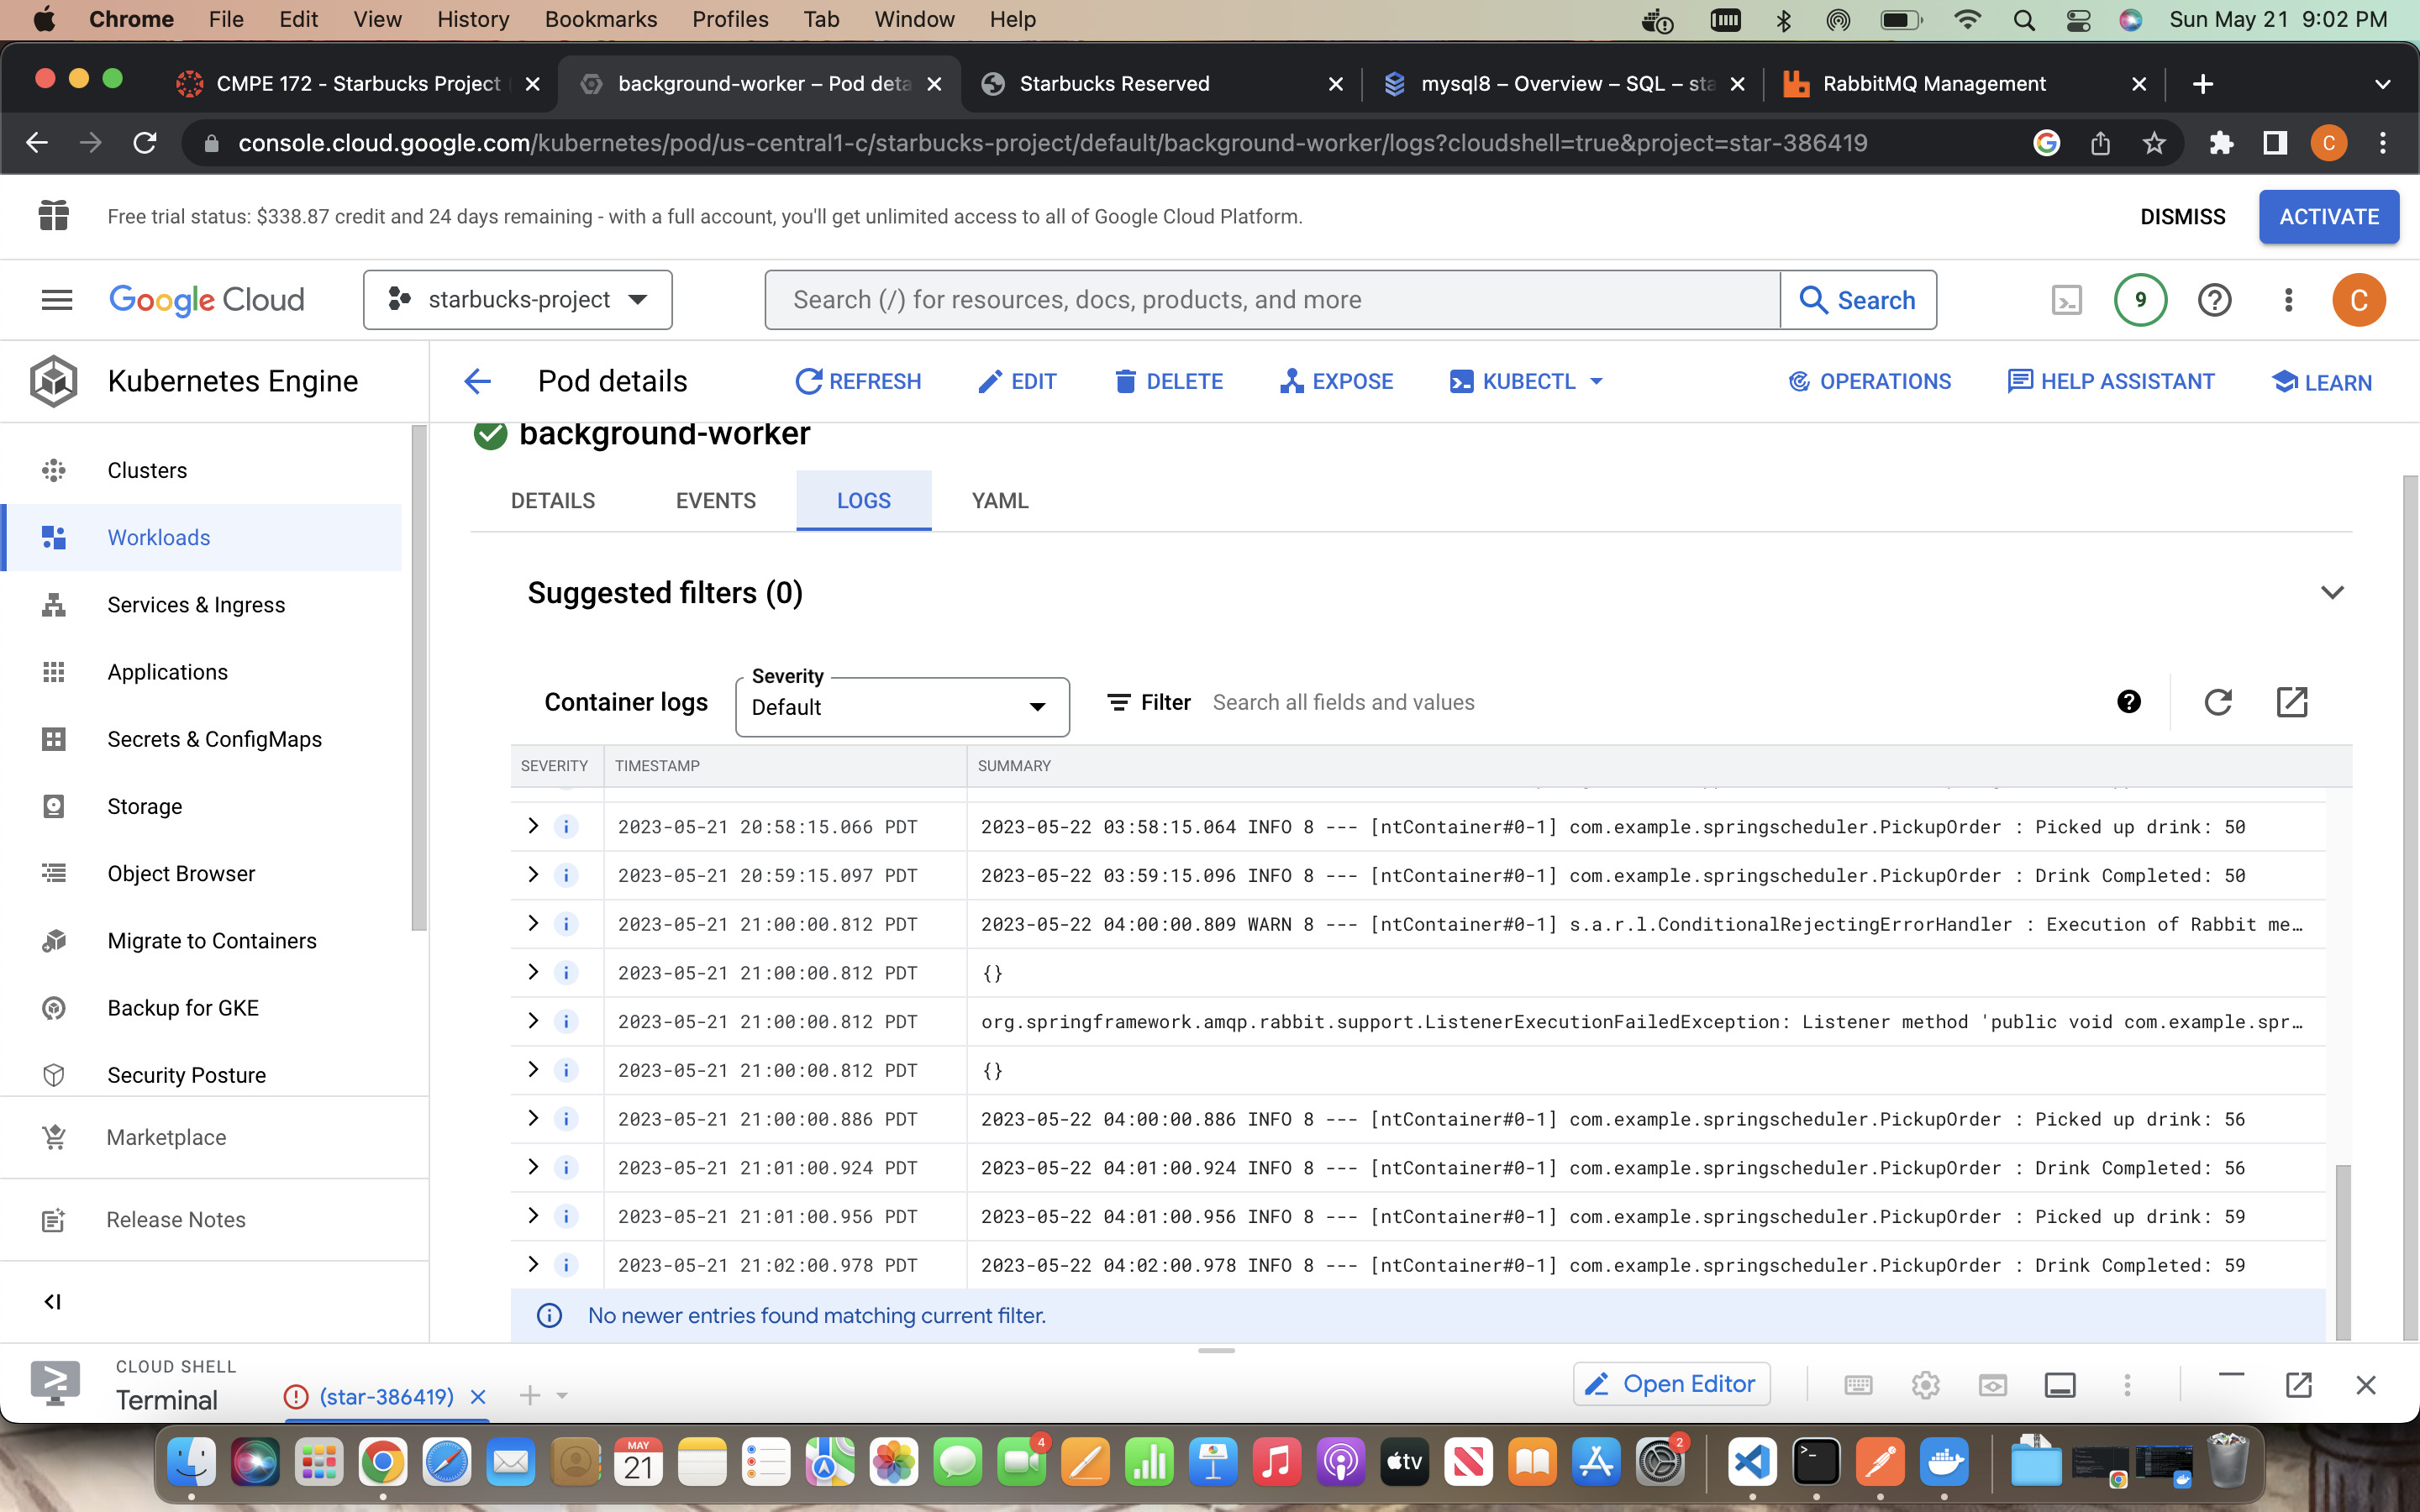 Chrome File Edit View History Bookmarks Profiles Tab Window Help Sun May 21 9:02 PM
CMPE 172 - Starbucks Project background-worker – Pod deta Starbucks Reserved mysql8 – Overview – SQL – sta RabbitMQ Management
console.cloud.google.com/kubernetes/pod/us-central1-c/starbucks-project/default/background-worker/logs?cloudshell=true&project=star-386419 C
Free trial status: $338.87 credit and 24 days remaining - with a full account, you'll get unlimited access to all of Google Cloud Platform. DISMISS ACTIVATE
Google Cloud starbucks-project Search (/) for resources, docs, products, and more Search 9 C
Kubernetes Engine
Pod details REFRESH EDIT DELETE EXPOSE KUBECTL OPERATIONS HELP ASSISTANT LEARN
Clusters
Workloads
Services & Ingress
Applications
Secrets & ConfigMaps
Storage
Object Browser
Migrate to Containers
Backup for GKE
Security Posture
Marketplace
Release Notes
background-worker
DETAILS EVENTS LOGS YAML
Suggested filters (0)
Container logs Severity Default Filter Search all fields and values
SEVERITY TIMESTAMP SUMMARY
2023-05-21 20:58:15.066 PDT 2023-05-22 03:58:15.064 INFO 8 --- [ntContainer#0-1] com.example.springscheduler.PickupOrder : Picked up drink: 50
2023-05-21 20:59:15.097 PDT 2023-05-22 03:59:15.096 INFO 8 --- [ntContainer#0-1] com.example.springscheduler.PickupOrder : Drink Completed: 50
2023-05-21 21:00:00.812 PDT 2023-05-22 04:00:00.809 WARN 8 --- [ntContainer#0-1] s.a.r.l.ConditionalRejectingErrorHandler : Execution of Rabbit me…
2023-05-21 21:00:00.812 PDT {}
2023-05-21 21:00:00.812 PDT org.springframework.amqp.rabbit.support.ListenerExecutionFailedException: Listener method 'public void com.example.spr…
2023-05-21 21:00:00.812 PDT {}
2023-05-21 21:00:00.886 PDT 2023-05-22 04:00:00.886 INFO 8 --- [ntContainer#0-1] com.example.springscheduler.PickupOrder : Picked up drink: 56
2023-05-21 21:01:00.924 PDT 2023-05-22 04:01:00.924 INFO 8 --- [ntContainer#0-1] com.example.springscheduler.PickupOrder : Drink Completed: 56
2023-05-21 21:01:00.956 PDT 2023-05-22 04:01:00.956 INFO 8 --- [ntContainer#0-1] com.example.springscheduler.PickupOrder : Picked up drink: 59
2023-05-21 21:02:00.978 PDT 2023-05-22 04:02:00.978 INFO 8 --- [ntContainer#0-1] com.example.springscheduler.PickupOrder : Drink Completed: 59
No newer entries found matching current filter.
CLOUD SHELL
Terminal (star-386419) Open Editor
MAY
21
4
tv
2